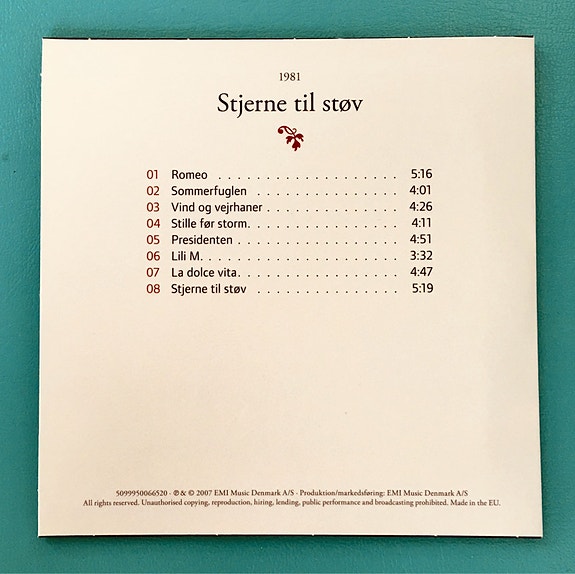 1981
Stjerne til støv
01 Romeo . . . . . . . . . . . . . . . . . . . 5:16
02 Sommerfuglen . . . . . . . . . . . . . . . 4:01
03 Vind og vejrhaner . . . . . . . . . . . . . . 4:26
04 Stille før storm. . . . . . . . . . . . . . . . 4:11
05 Presidenten . . . . . . . . . . . . . . . . . 4:51
06 Lili M. . . . . . . . . . . . . . . . . . . . 3:32
07 La dolce vita. . . . . . . . . . . . . . . . . 4:47
08 Stjerne til støv . . . . . . . . . . . . . . . 5:19
5099950066520 · ℗ & © 2007 EMI Music Denmark A/S · Produktion/markedsføring: EMI Music Denmark A/S
All rights reserved. Unauthorised copying, reproduction, hiring, lending, public performance and broadcasting prohibited. Made in the EU.